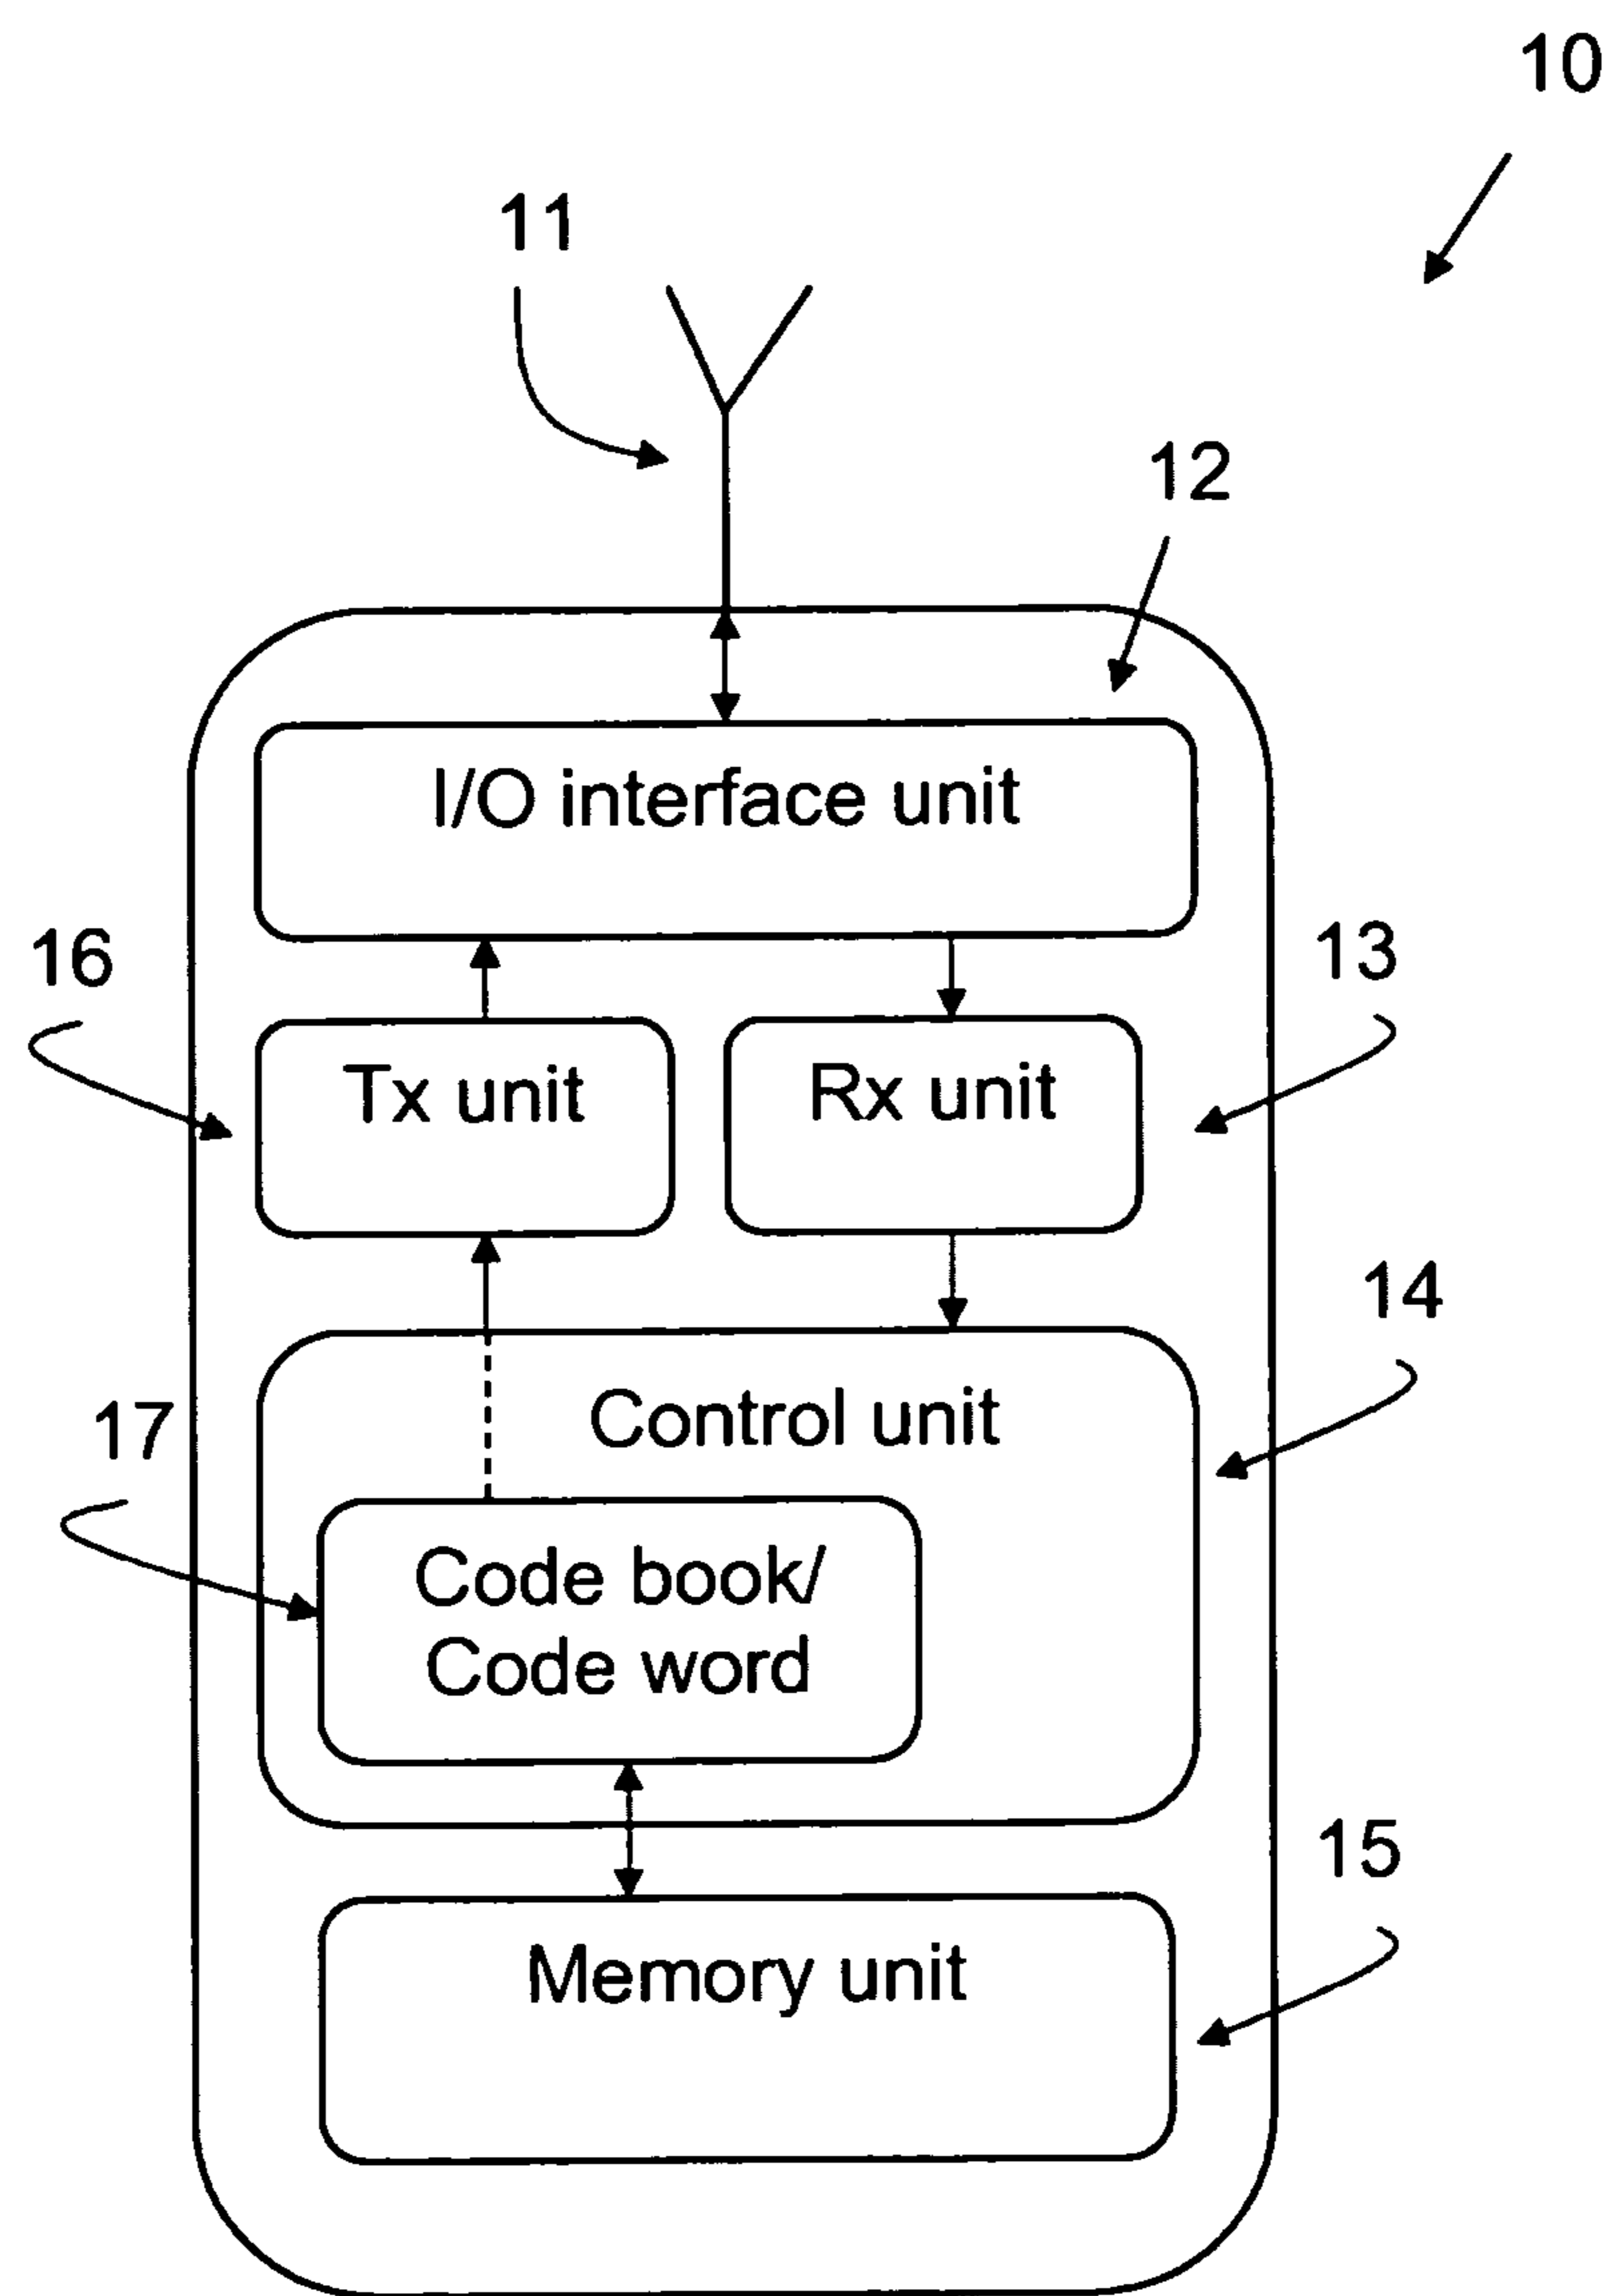 10
11
12
I/O interface unit
16
13
Tx unit
Rx unit
14
Control unit
17
Code book/
Code word
15
Memory unit